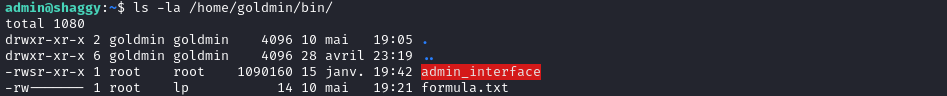 admin@shaggy:~$ ls -la /home/goldmin/bin/
total 1080
drwxr-xr-x 2 goldmin goldmin    4096 10 mai   19:05 .
drwxr-xr-x 6 goldmin goldmin    4096 28 avril 23:19 ..
-rwsr-xr-x 1 root    root    1090160 15 janv. 19:42 admin_interface
-rw------- 1 root    lp           14 10 mai   19:21 formula.txt